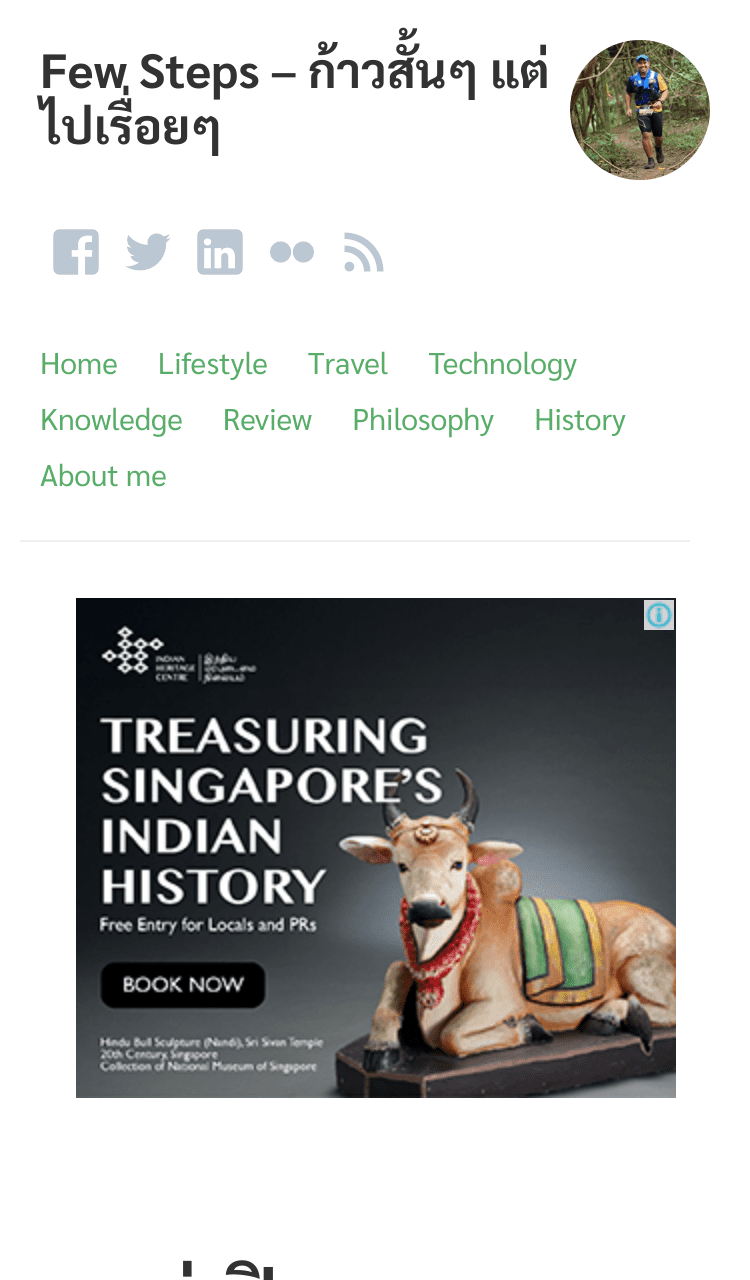 Few Steps – ก้าวสั้นๆ แต่
ไปเรื่อยๆ
Home Lifestyle Travel Technology
Knowledge Review Philosophy History
About me
INDIAN
HERITAGE
CENTRE
TREASURING
SINGAPORE'S
INDIAN
HISTORY
Free Entry for Locals and PRs
BOOK NOW
Hindu Bull Sculpture (Nandi), Sri Sivan Temple
20th Century, Singapore
Collection of National Museum of Singapore